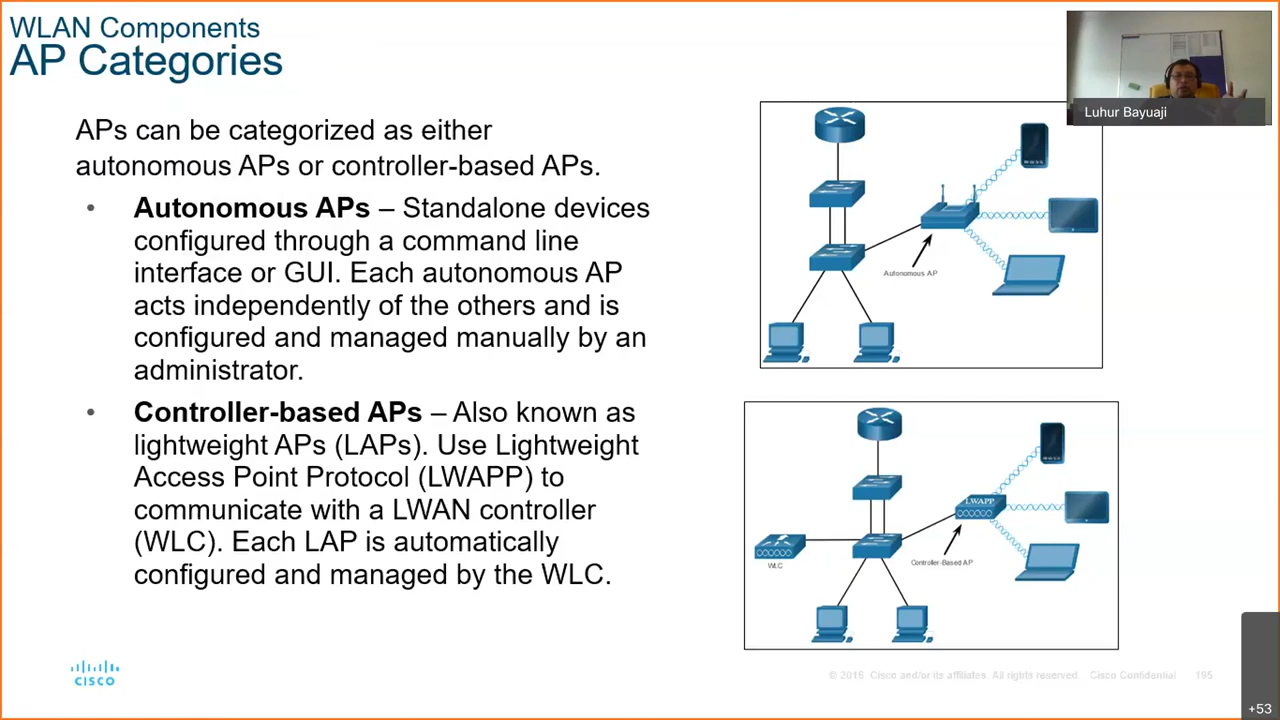 WLAN Components
AP Categories
APs can be categorized as either
autonomous APs or controller-based APs.
• Autonomous APs – Standalone devices
configured through a command line
interface or GUI. Each autonomous AP
acts independently of the others and is
configured and managed manually by an
administrator.
• Controller-based APs – Also known as
lightweight APs (LAPs). Use Lightweight
Access Point Protocol (LWAPP) to
communicate with a LWAN controller
(WLC). Each LAP is automatically
configured and managed by the WLC.
Luhur Bayuaji
Autonomous AP
LWAPP
WLC
Controller-Based AP
CISCO
© 2016 Cisco and/or its affiliates. All rights reserved. Cisco Confidential 195
+53